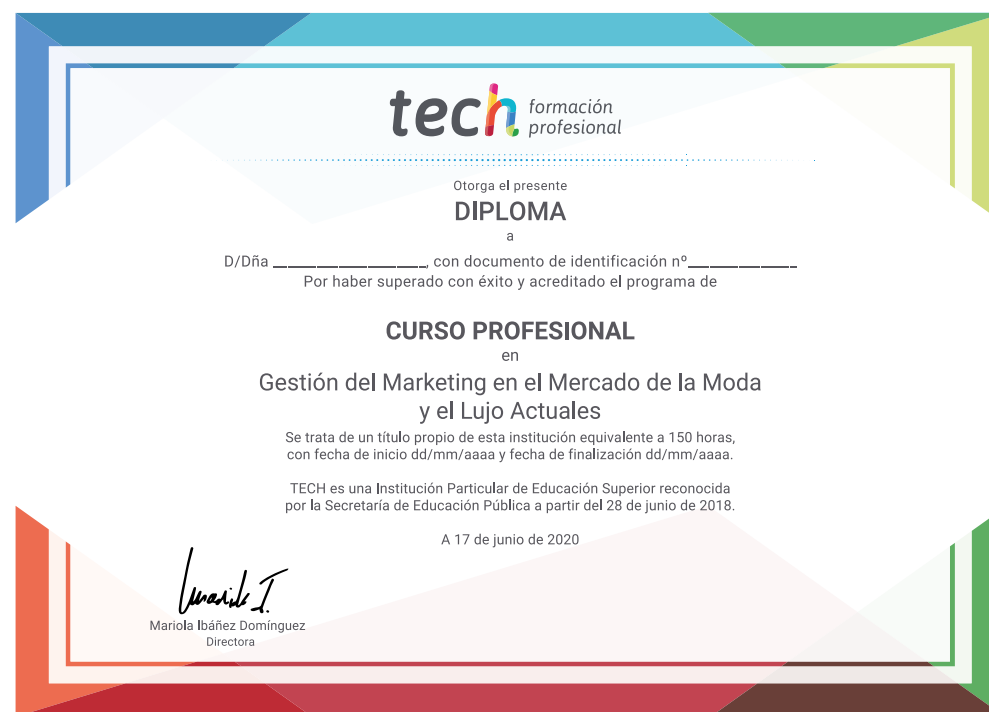 tech formación
profesional
Otorga el presente
DIPLOMA
a
D/Dña ____________________, con documento de identificación nº______________
Por haber superado con éxito y acreditado el programa de
CURSO PROFESIONAL
en
Gestión del Marketing en el Mercado de la Moda
y el Lujo Actuales
Se trata de un título propio de esta institución equivalente a 150 horas,
con fecha de inicio dd/mm/aaaa y fecha de finalización dd/mm/aaaa.
TECH es una Institución Particular de Educación Superior reconocida
por la Secretaría de Educación Pública a partir del 28 de junio de 2018.
A 17 de junio de 2020
Mariola Ibáñez Domínguez
Directora